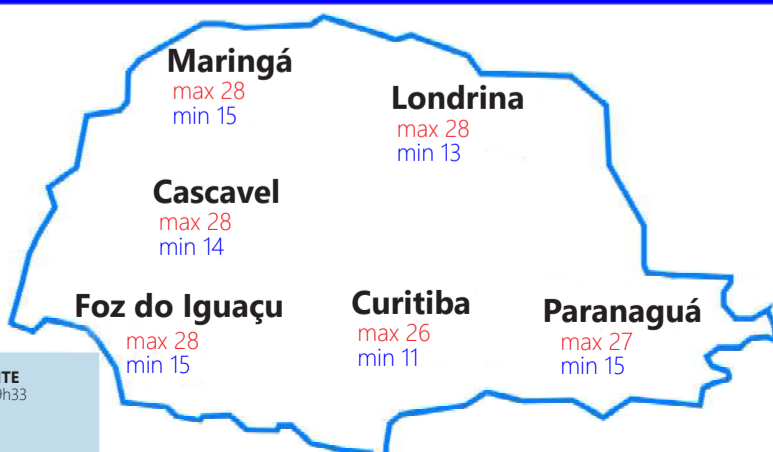 Maringá
max 28
min 15
Londrina
max 28
min 13
Cascavel
max 28
min 14
Foz do Iguaçu
max 28
min 15
Curitiba
max 26
min 11
Paranaguá
max 27
min 15